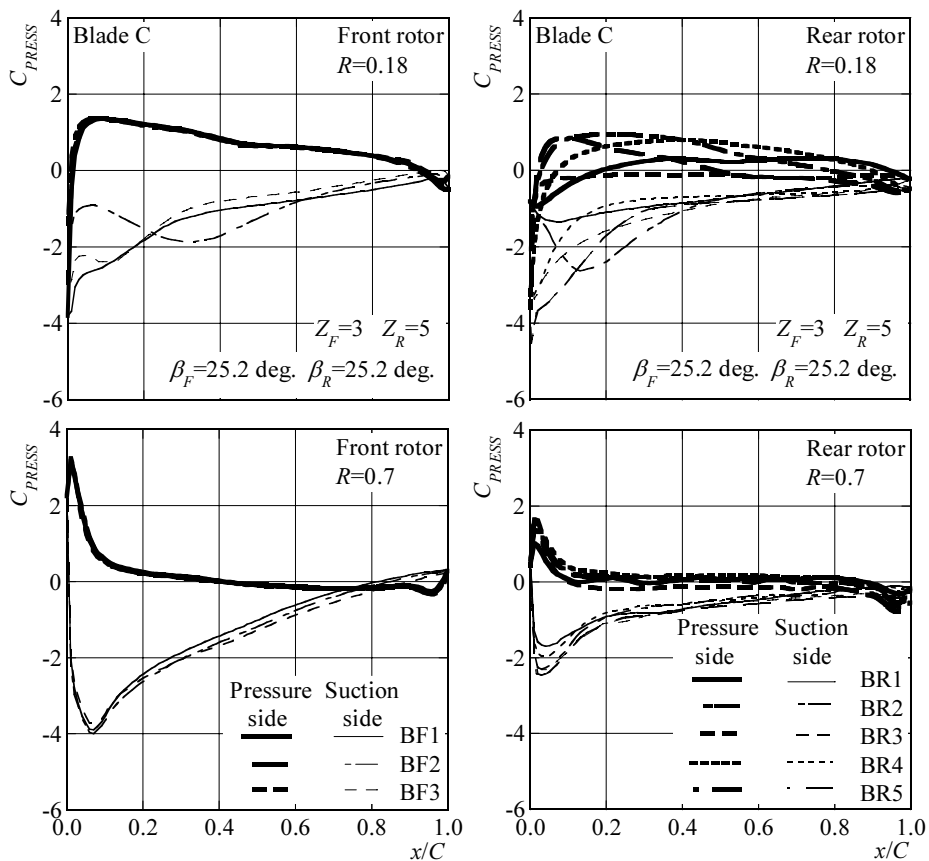 C_PRESS
4
2
0
-2
-4
-6
Blade C
Front rotor
R=0.18
Z_F=3 Z_R=5
β_F=25.2 deg. β_R=25.2 deg.
C_PRESS
4
2
0
-2
-4
-6
Blade C
Rear rotor
R=0.18
Z_F=3 Z_R=5
β_F=25.2 deg. β_R=25.2 deg.
C_PRESS
4
2
0
-2
-4
-6
Front rotor
R=0.7
Pressure side
Suction side
BF1
BF2
BF3
0.0 0.2 0.4 0.6 0.8 1.0
x/C
C_PRESS
4
2
0
-2
-4
-6
Rear rotor
R=0.7
Pressure side
Suction side
BR1
BR2
BR3
BR4
BR5
0.0 0.2 0.4 0.6 0.8 1.0
x/C